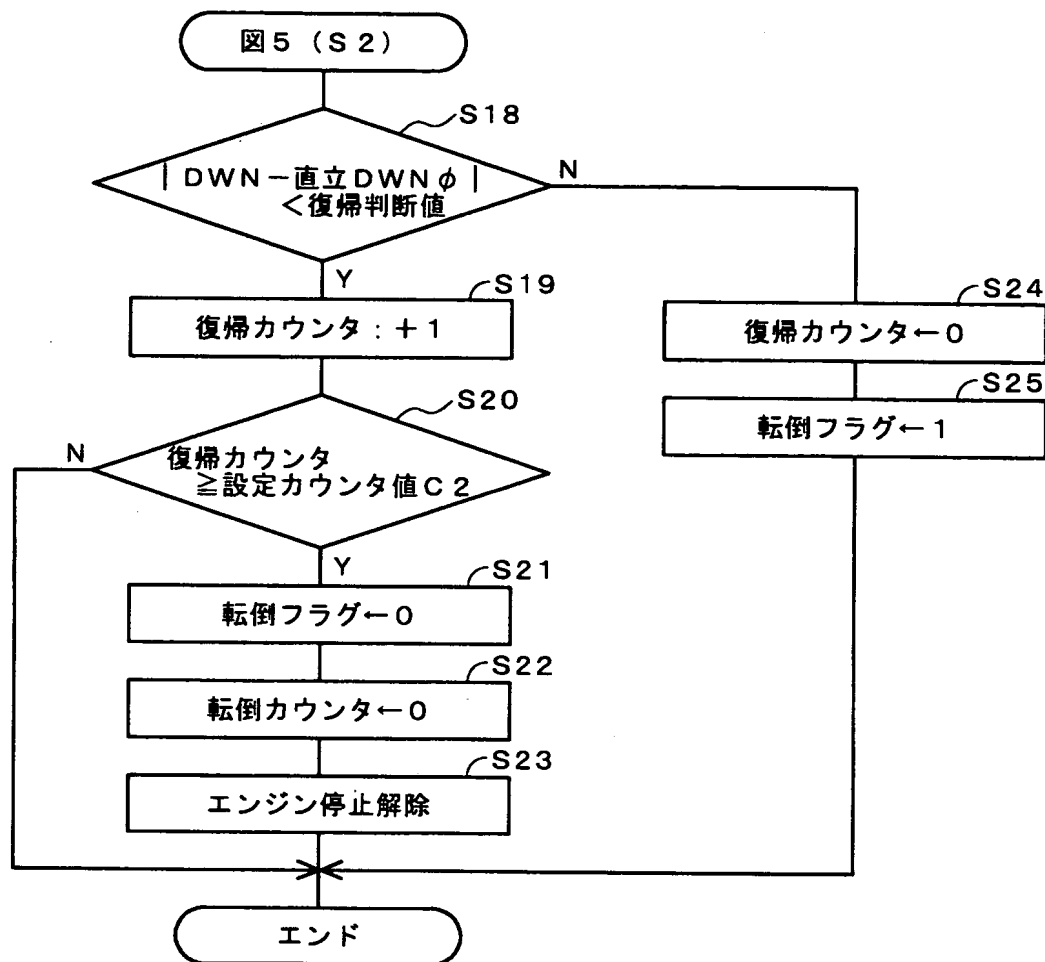 図5（S2）
S18
｜DWN－直立DWNφ｜
＜復帰判断値
N
Y
S19
復帰カウンタ：＋1
S20
復帰カウンタ
≧設定カウンタ値C2
N
Y
S21
転倒フラグ←0
S22
転倒カウンタ←0
S23
エンジン停止解除
S24
復帰カウンタ←0
S25
転倒フラグ←1
エンド